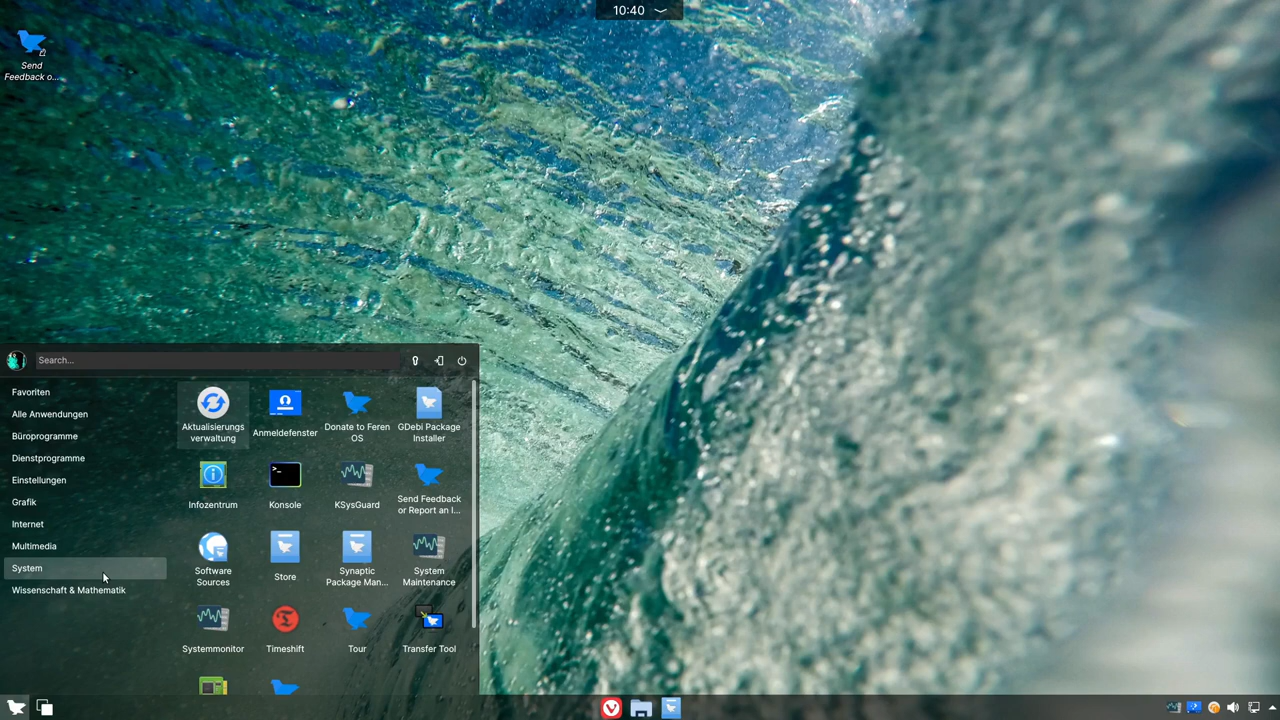 10:40
Send
Feedback o...
Search...
Favoriten
Alle Anwendungen
Büroprogramme
Dienstprogramme
Einstellungen
Grafik
Internet
Multimedia
System
Wissenschaft & Mathematik
Aktualisierungs
verwaltung
Anmeldefenster
Donate to Feren
OS
GDebi Package
Installer
Infozentrum
Konsole
KSysGuard
Send Feedback
or Report an I...
Software
Sources
Store
Synaptic
Package Man...
System
Maintenance
Systemmonitor
Timeshift
Tour
Transfer Tool